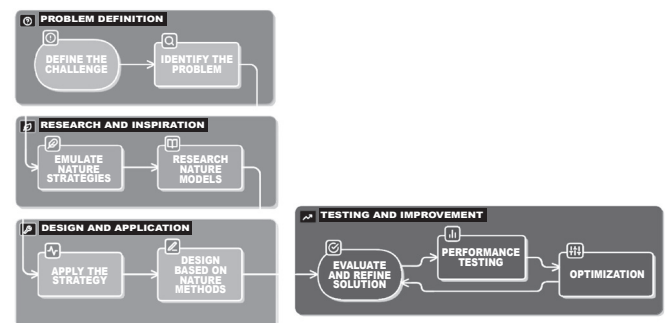 PROBLEM DEFINITION
DEFINE THE
CHALLENGE
IDENTIFY THE
PROBLEM
RESEARCH AND INSPIRATION
EMULATE
NATURE
STRATEGIES
RESEARCH
NATURE
MODELS
DESIGN AND APPLICATION
APPLY THE
STRATEGY
DESIGN
BASED ON
NATURE
METHODS
TESTING AND IMPROVEMENT
EVALUATE
AND REFINE
SOLUTION
PERFORMANCE
TESTING
OPTIMIZATION